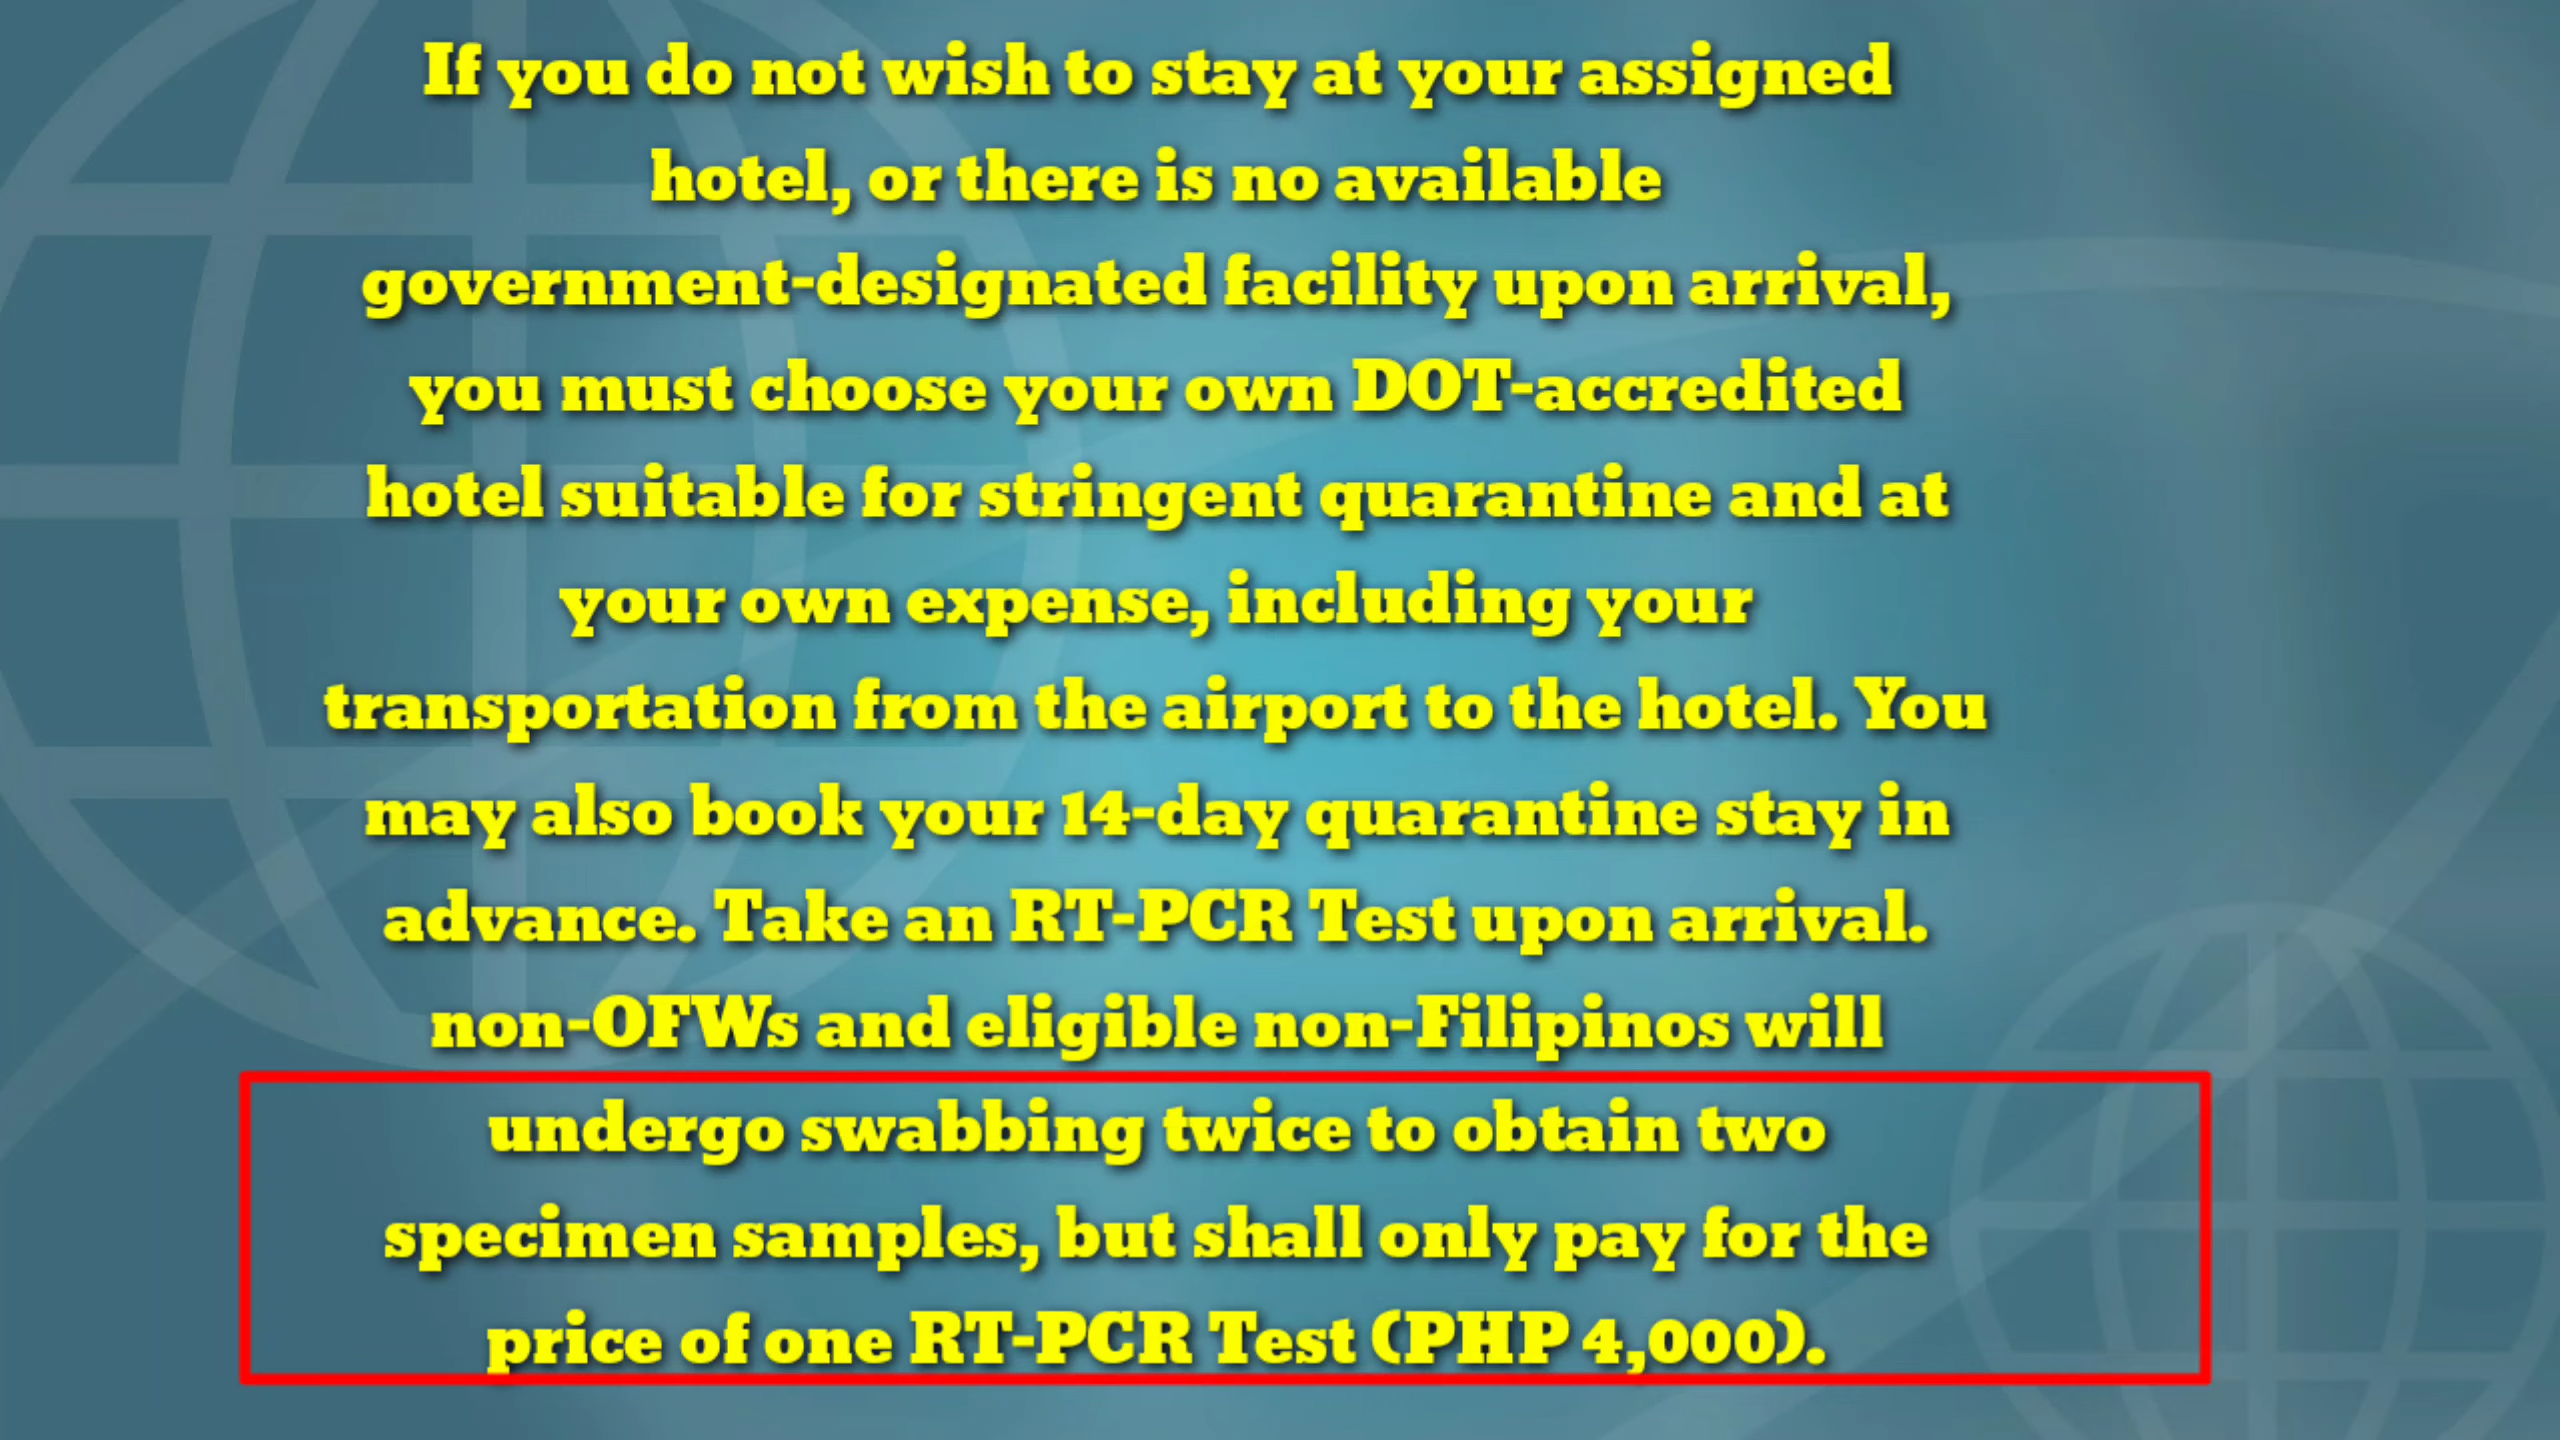 If you do not wish to stay at your assigned
hotel, or there is no available
government-designated facility upon arrival,
you must choose your own DOT-accredited
hotel suitable for stringent quarantine and at
your own expense, including your
transportation from the airport to the hotel. You
may also book your 14-day quarantine stay in
advance. Take an RT-PCR Test upon arrival.
non-OFWs and eligible non-Filipinos will
undergo swabbing twice to obtain two
specimen samples, but shall only pay for the
price of one RT-PCR Test (PHP 4,000).